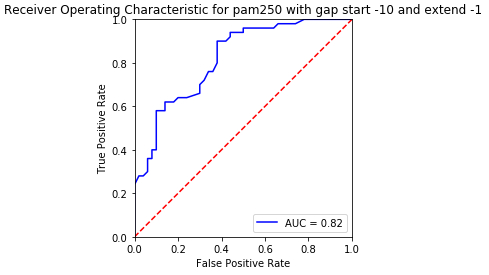 Receiver Operating Characteristic for pam250 with gap start -10 and extend -1
1.0
0.8
0.6
0.4
0.2
0.0
True Positive Rate
AUC = 0.82
0.0 0.2 0.4 0.6 0.8 1.0
False Positive Rate